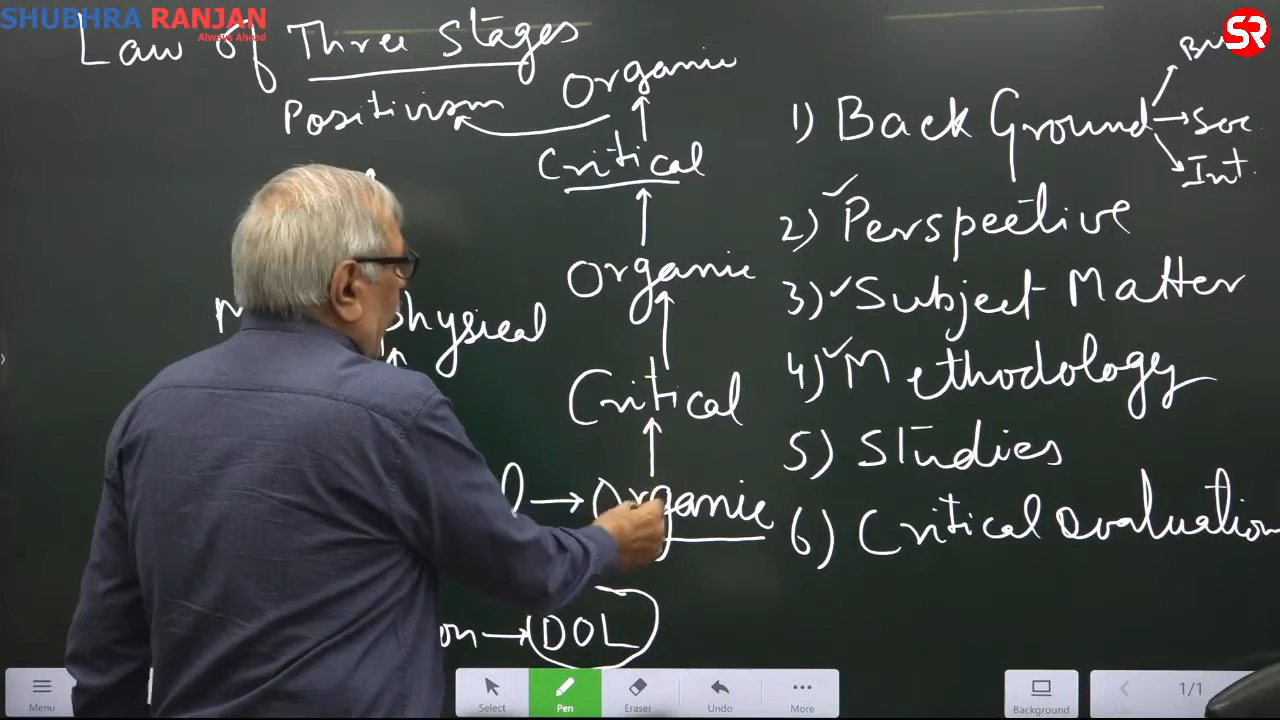 SHUBHRA RANJAN
Always Ahead
SR
Law of Three Stages
Positivism
Organic
Critical
Organic
Critical
Organic
DOL
1) Back Ground
Soc
Int.
2) Perspective
3) Subject Matter
4) Methodology
5) Studies
6) Critical Evaluation
Menu
Select
Pen
Eraser
Undo
More
Background
1/1